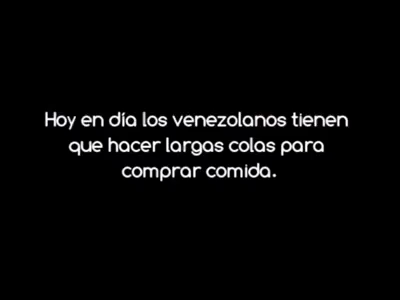 Hoy en día los venezolanos tienen
que hacer largas colas para
comprar comida.